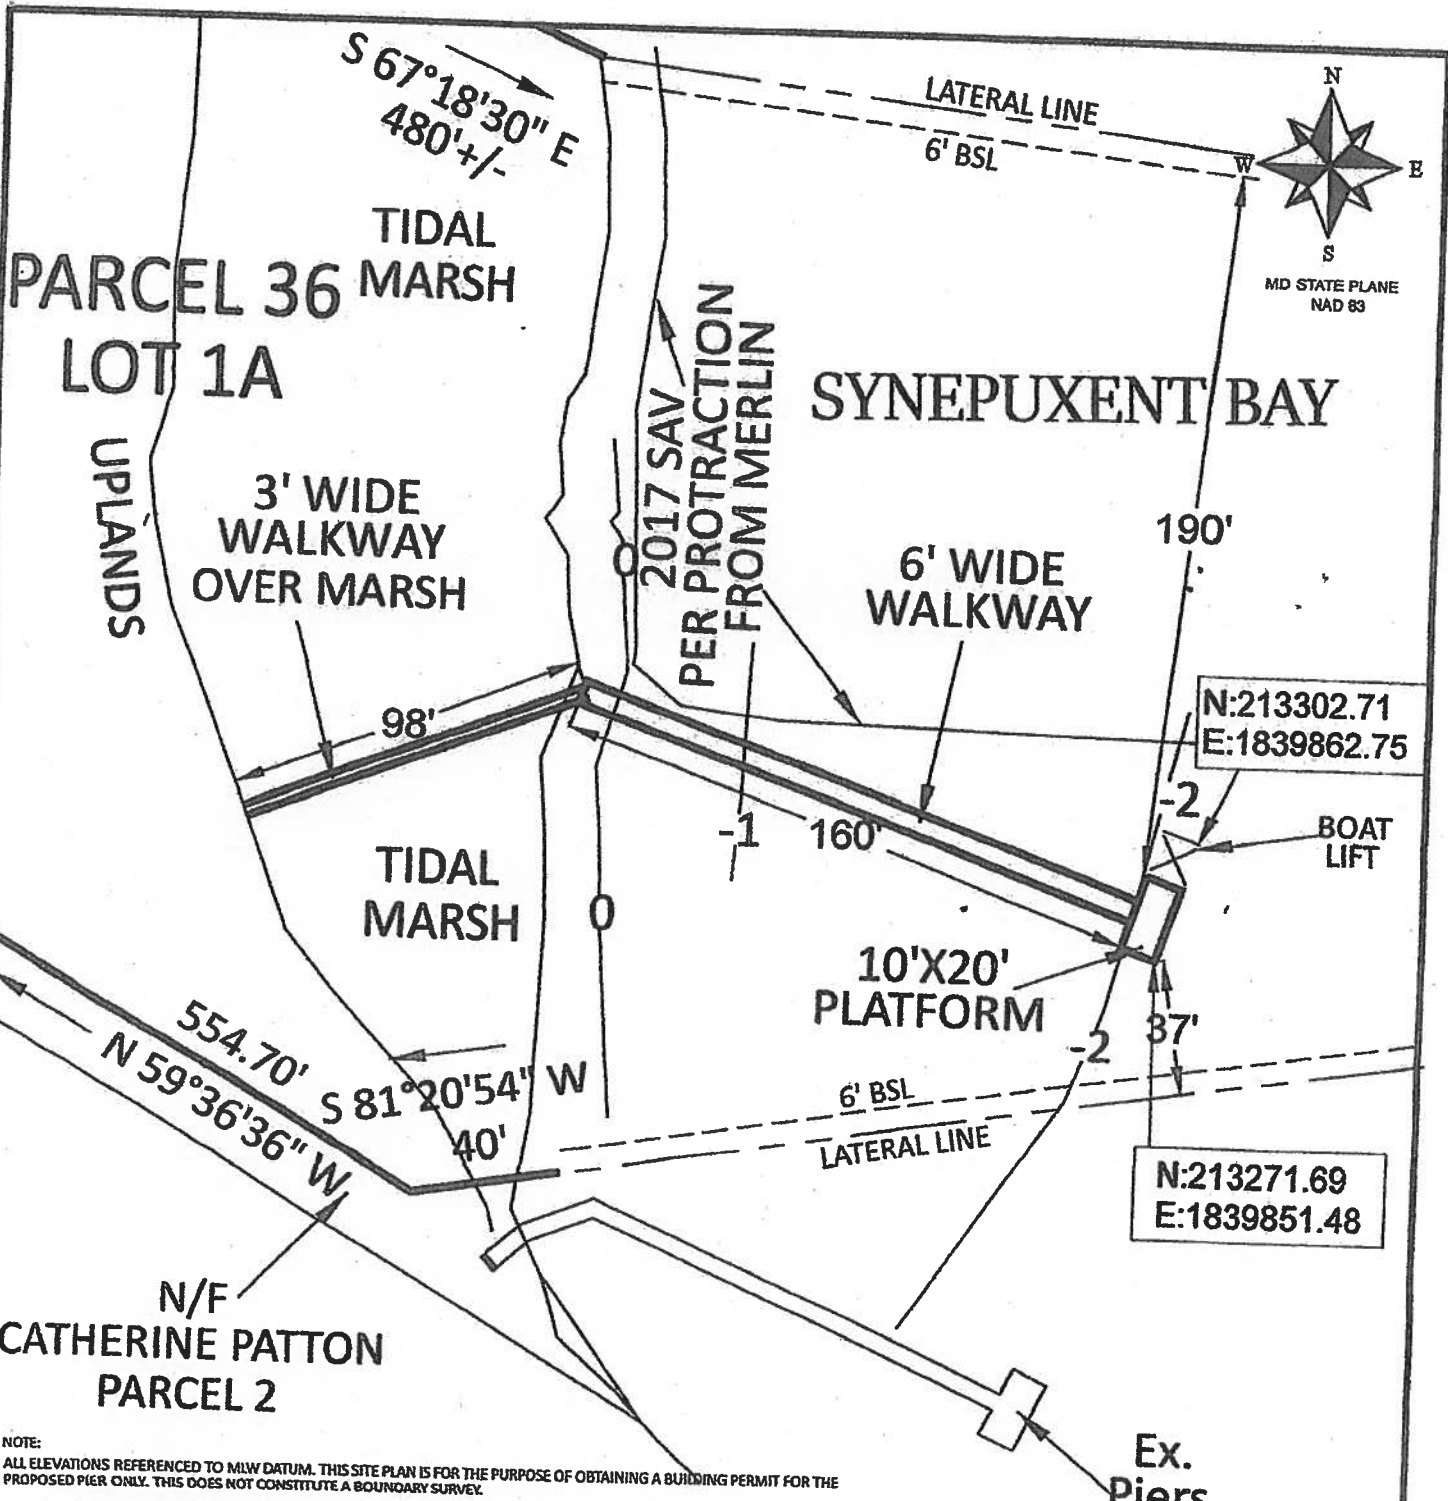 S 67°18'30" E
480'+/-
LATERAL LINE
6' BSL
N
W
E
S
MD STATE PLANE
NAD 83
TIDAL
MARSH
PARCEL 36
LOT 1A
UPLANDS
3' WIDE
WALKWAY
OVER MARSH
2017 SAV
PER PROTRACTION
FROM MERLIN
SYNEPUXENT BAY
190'
6' WIDE
WALKWAY
0
98'
N:213302.71
E:1839862.75
-2
BOAT
LIFT
-1
160'
TIDAL
MARSH
0
10'X20'
PLATFORM
-2
37'
554.70'
N 59°36'36" W
S 81°20'54" W
40'
6' BSL
LATERAL LINE
N:213271.69
E:1839851.48
N/F
CATHERINE PATTON
PARCEL 2
Ex.
Piers
NOTE:
ALL ELEVATIONS REFERENCED TO MLW DATUM. THIS SITE PLAN IS FOR THE PURPOSE OF OBTAINING A BUILDING PERMIT FOR THE
PROPOSED PIER ONLY. THIS DOES NOT CONSTITUTE A BOUNDARY SURVEY.